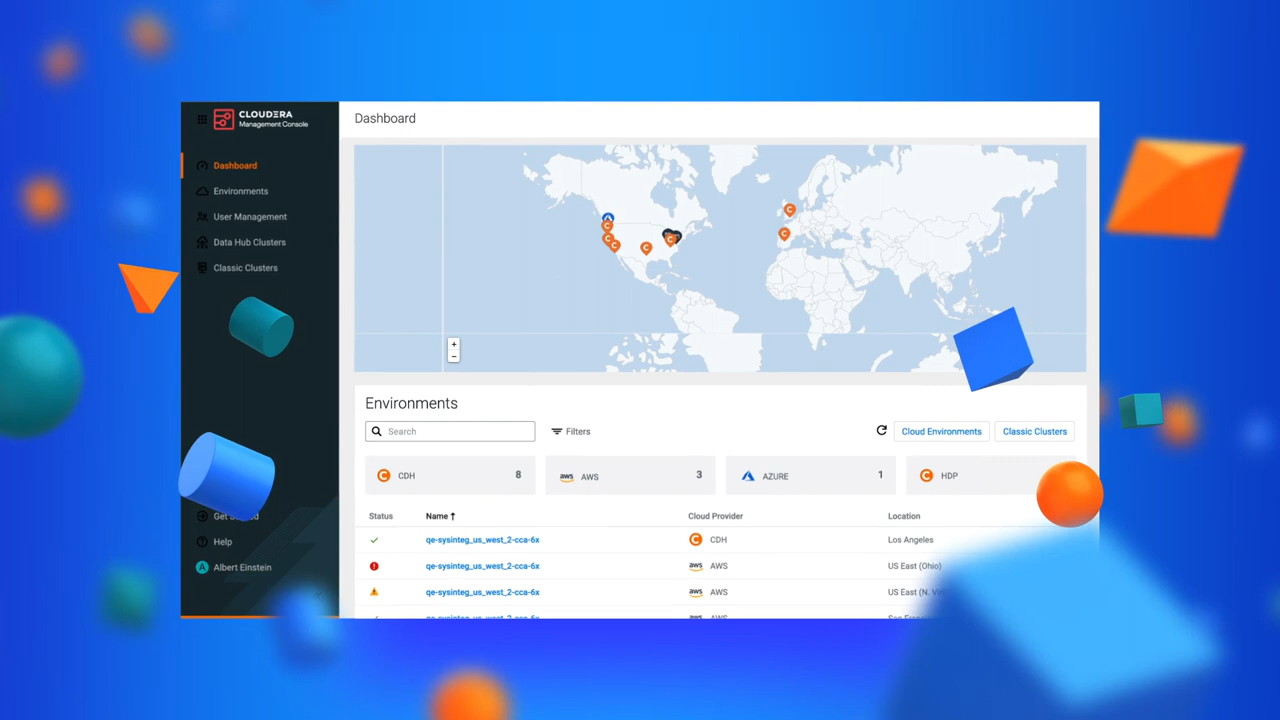 CLOUDERA
Management Console
Dashboard
Dashboard
Environments
User Management
Data Hub Clusters
Classic Clusters
Help
A Albert Einstein
C
C
C
C
C
C
C
C
+
−
Environments
Search
Filters
Cloud Environments
Classic Clusters
C CDH 8
aws AWS 3
AZURE 1
C HDP
Status Name ↑ Cloud Provider Location
qe-sysinteg_us_west_2-cca-6x C CDH Los Angeles
qe-sysinteg_us_west_2-cca-6x aws AWS US East (Ohio)
qe-sysinteg_us_west_2-cca-6x aws AWS US East (N.